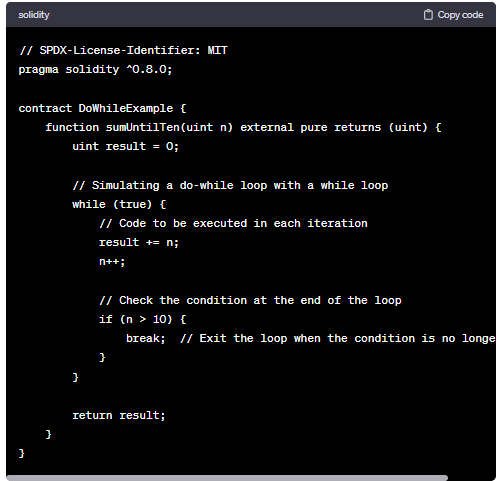 solidity
Copy code
// SPDX-License-Identifier: MIT
pragma solidity ^0.8.0;
contract DoWhileExample {
function sumUntilTen(uint n) external pure returns (uint) {
uint result = 0;
// Simulating a do-while loop with a while loop
while (true) {
// Code to be executed in each iteration
result += n;
n++;
// Check the condition at the end of the loop
if (n > 10) {
break;  // Exit the loop when the condition is no longe
}
}
return result;
}
}